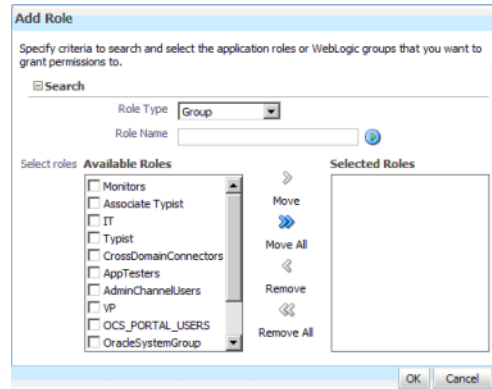 Add Role
Specify criteria to search and select the application roles or WebLogic groups that you want to
grant permissions to.
Search
Role Type Group
Role Name
Select roles Available Roles
Monitors
Associate Typist
IT
Typist
CrossDomainConnectors
AppTesters
AdminChannelUsers
VP
OCS_PORTAL_USERS
OracleSystemGroup
Move
Move All
Remove
Remove All
Selected Roles
OK Cancel